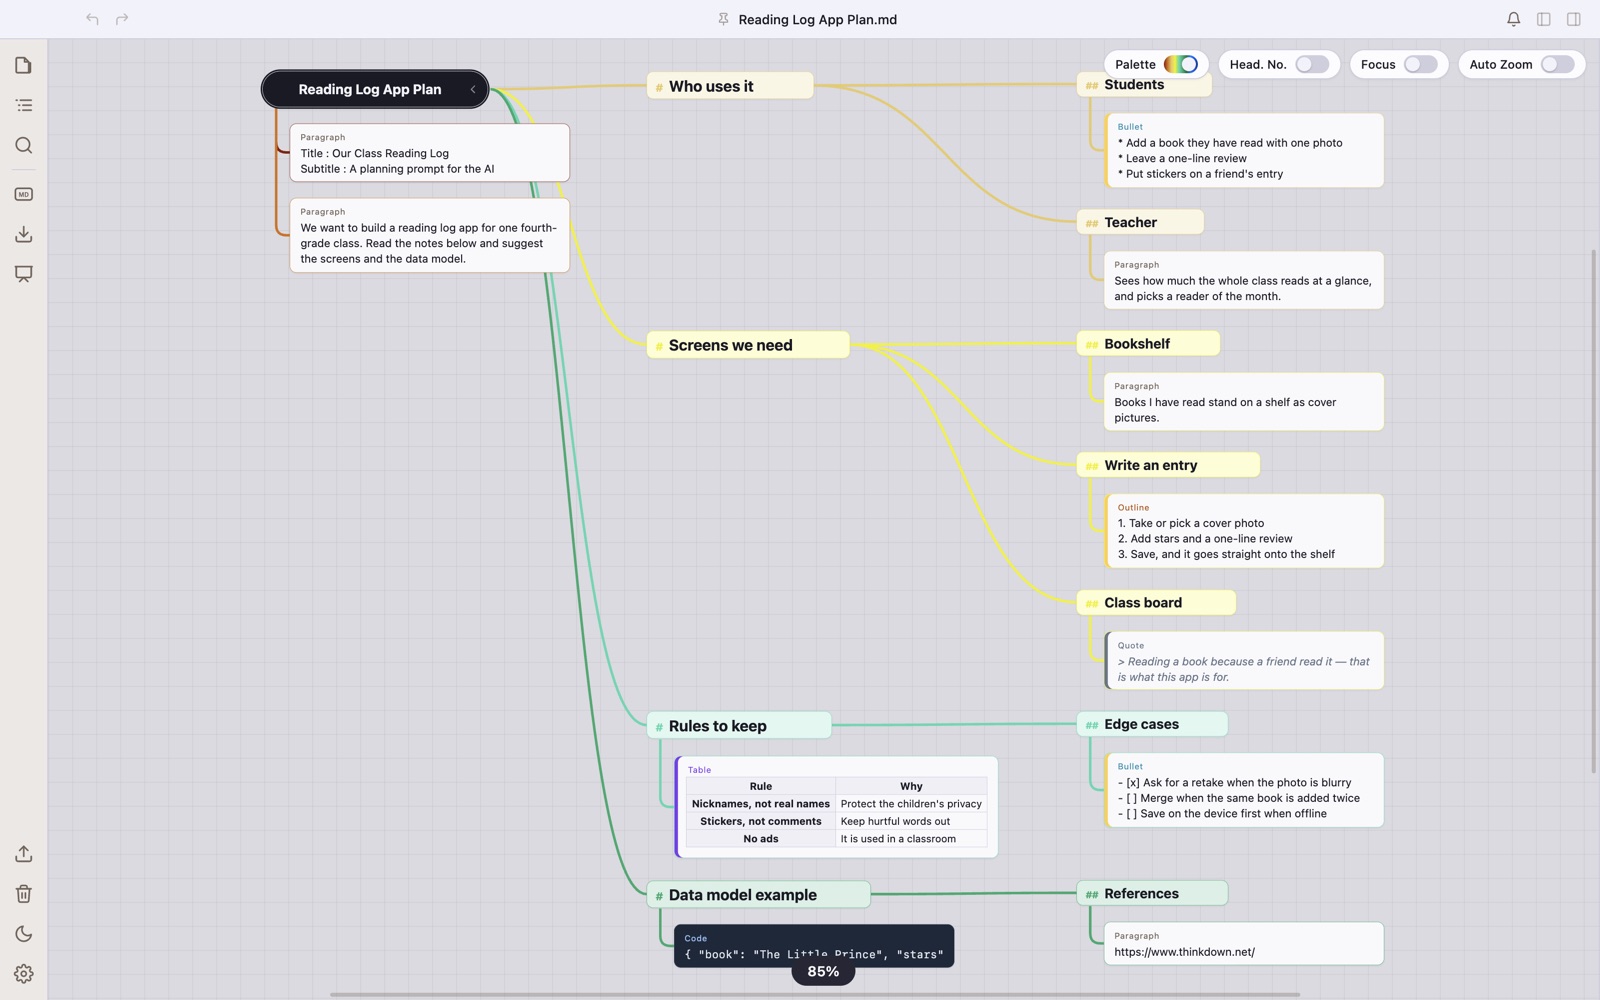 Reading Log App Plan.md
Palette
Head. No.
Focus
Auto Zoom
MD
Reading Log App Plan
Paragraph
Title : Our Class Reading Log
Subtitle : A planning prompt for the AI
Paragraph
We want to build a reading log app for one fourth-
grade class. Read the notes below and suggest
the screens and the data model.
# Who uses it
## Students
Bullet
* Add a book they have read with one photo
* Leave a one-line review
* Put stickers on a friend's entry
## Teacher
Paragraph
Sees how much the whole class reads at a glance,
and picks a reader of the month.
# Screens we need
## Bookshelf
Paragraph
Books I have read stand on a shelf as cover
pictures.
## Write an entry
Outline
1. Take or pick a cover photo
2. Add stars and a one-line review
3. Save, and it goes straight onto the shelf
## Class board
Quote
> Reading a book because a friend read it — that
is what this app is for.
# Rules to keep
Table
Rule Why
Nicknames, not real names Protect the children's privacy
Stickers, not comments Keep hurtful words out
No ads It is used in a classroom
## Edge cases
Bullet
- [x] Ask for a retake when the photo is blurry
- [ ] Merge when the same book is added twice
- [ ] Save on the device first when offline
# Data model example
Code
{ "book": "The Little Prince", "stars"
## References
Paragraph
https://www.thinkdown.net/
85%